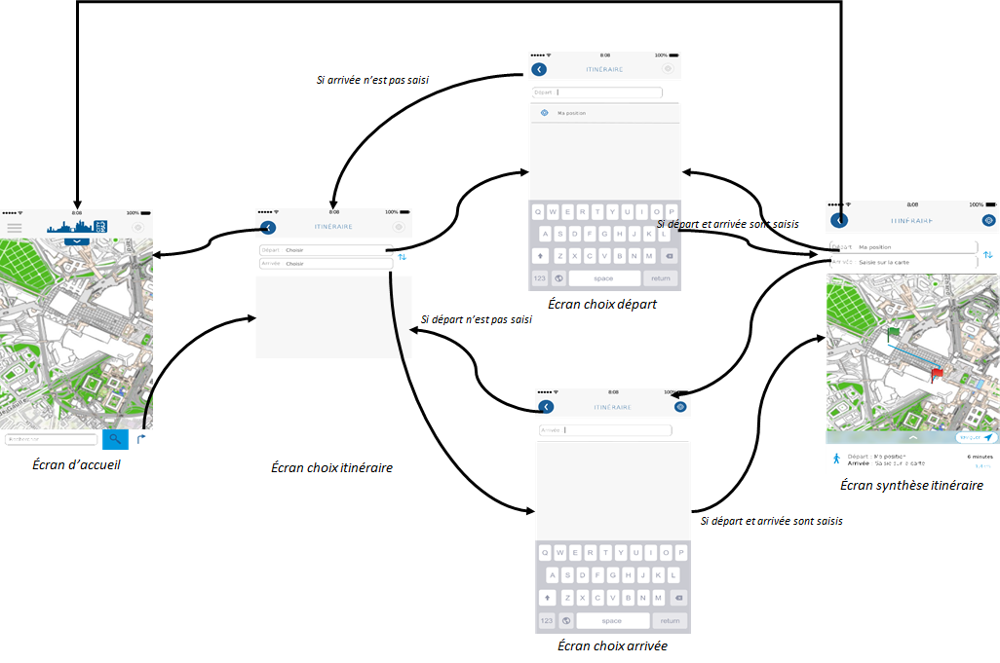 8:08
100%
ITINÉRAIRE
Départ :
Ma position
Q W E R T Y U I O P
A S D F G H J K L
Z X C V B N M
123 space return
Écran choix départ
Si arrivée n'est pas saisi
Si départ et arrivée sont saisis
8:08 100%
Rechercher
Écran d'accueil
8:08 100%
ITINÉRAIRE
Départ : Choisir
Arrivée : Choisir
Écran choix itinéraire
Si départ n'est pas saisi
8:08 100%
ITINÉRAIRE
Arrivée :
Q W E R T Y U I O P
A S D F G H J K L
Z X C V B N M
123 space return
Écran choix arrivée
Si départ et arrivée sont saisis
8:08 100%
ITINÉRAIRE
Départ : Ma position
Arrivée : Saisie sur la carte
Départ : Ma position 6 minutes
Arrivée : Saisie sur la carte
Écran synthèse itinéraire